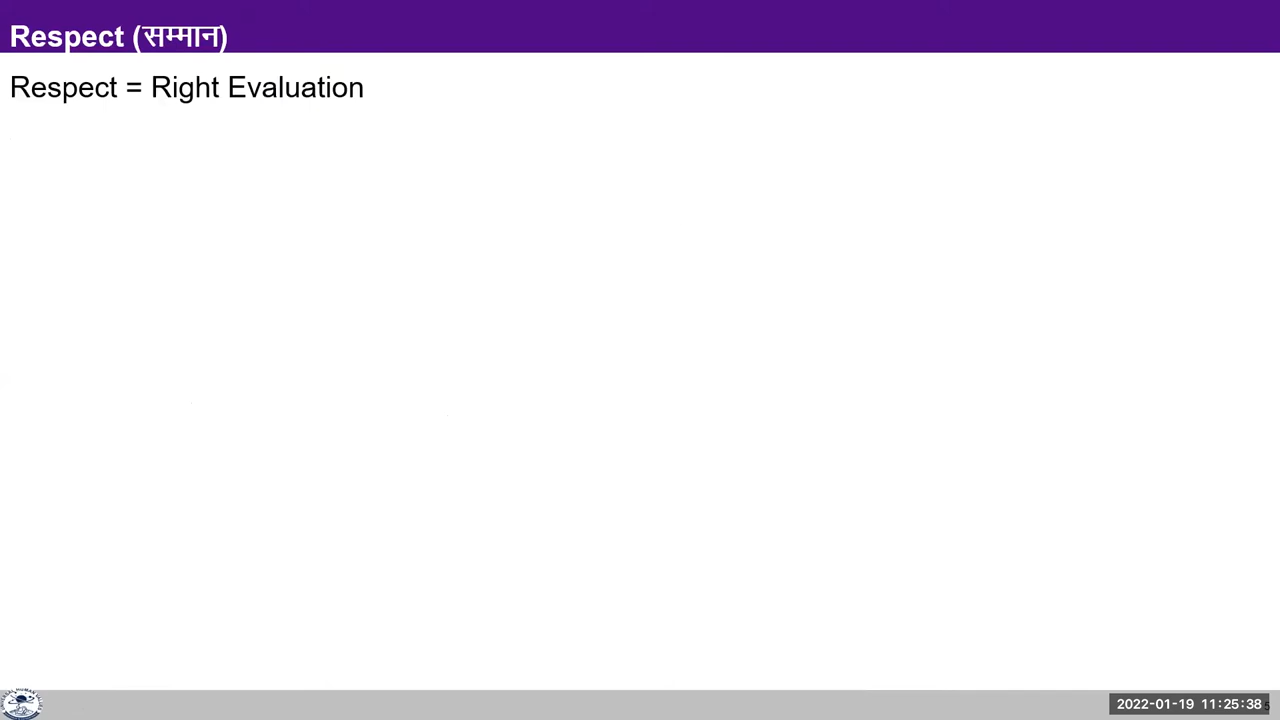 Respect (सम्मान)
Respect = Right Evaluation
2022-01-19 11:25:38